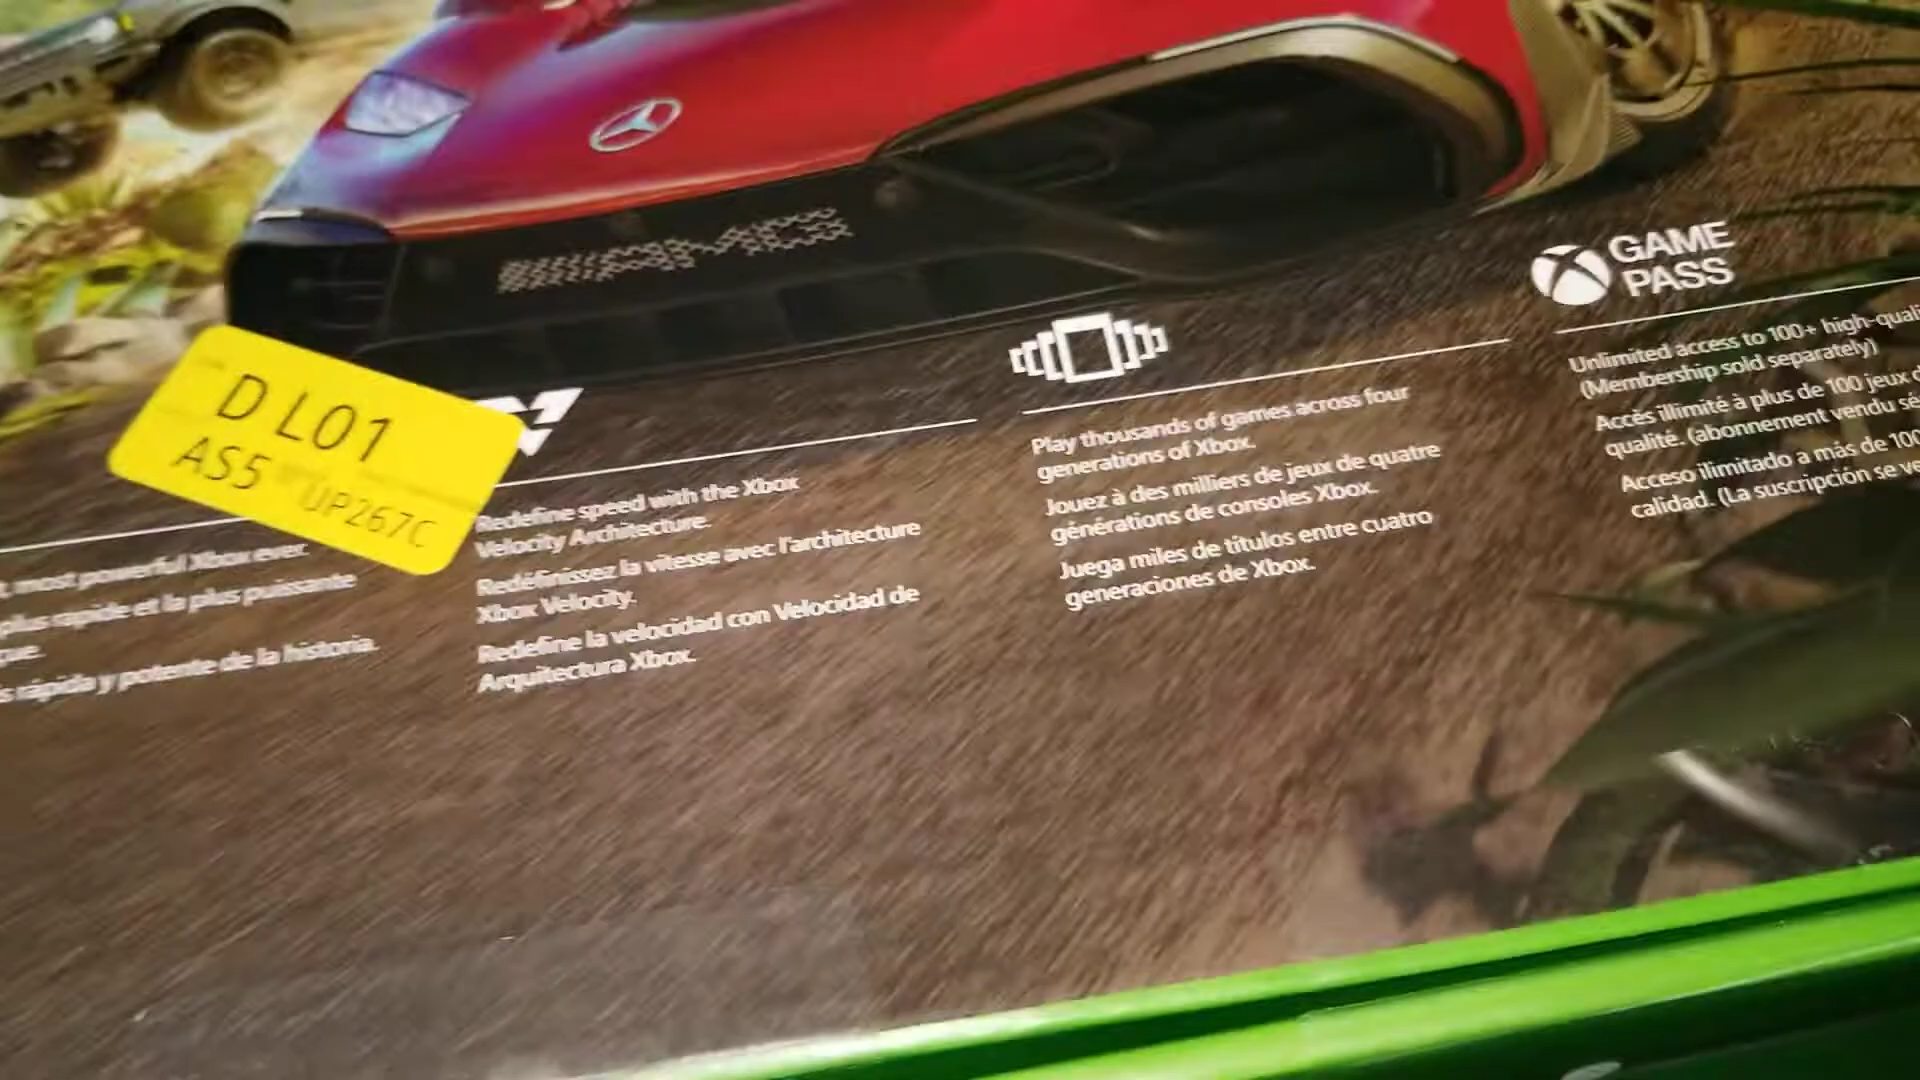 D L01
AS5 UP267C
most powerful Xbox ever.
plus rapide et la plus puissante
rápida y potente de la historia.
Redefine speed with the Xbox
Velocity Architecture.
Redéfinissez la vitesse avec l'architecture
Xbox Velocity.
Redefine la velocidad con Velocidad de
Arquitectura Xbox.
Play thousands of games across four
generations of Xbox.
Jouez à des milliers de jeux de quatre
générations de consoles Xbox.
Juega miles de títulos entre cuatro
generaciones de Xbox.
GAME
PASS
Unlimited access to 100+
(Membership sold separately)
Accès illimité à plus de 100 jeux
qualité. (abonnement vendu
Acceso ilimitado a más de 100
calidad. (La suscripción se